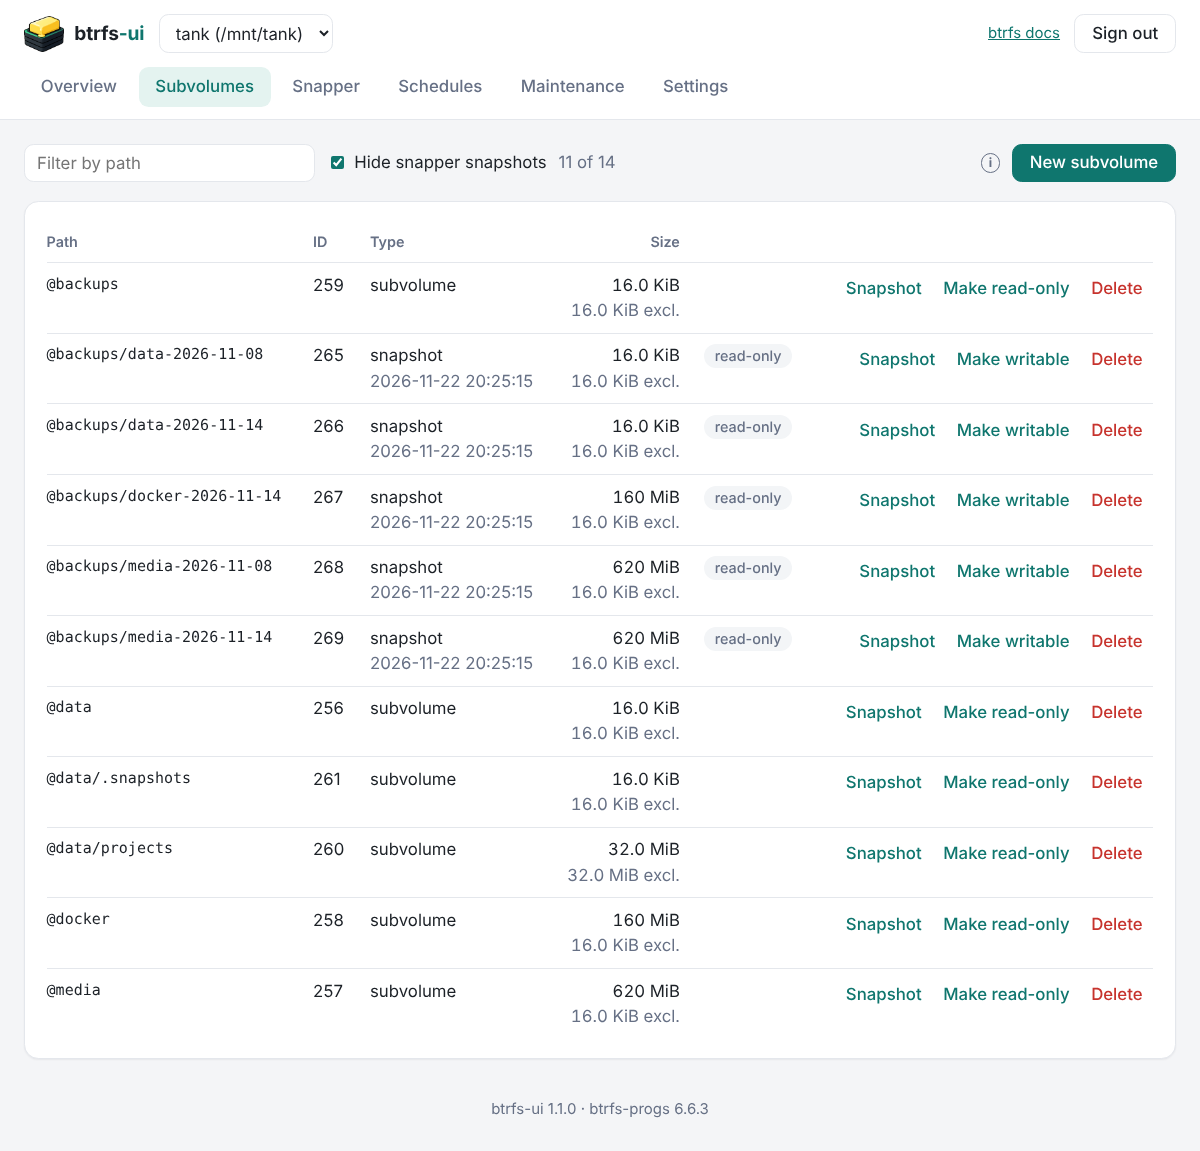 btrfs-ui tank (/mnt/tank) btrfs docs Sign out
Overview Subvolumes Snapper Schedules Maintenance Settings
Filter by path Hide snapper snapshots 11 of 14 i New subvolume
Path ID Type Size
@backups 259 subvolume 16.0 KiB Snapshot Make read-only Delete
16.0 KiB excl.
@backups/data-2026-11-08 265 snapshot 16.0 KiB read-only Snapshot Make writable Delete
2026-11-22 20:25:15 16.0 KiB excl.
@backups/data-2026-11-14 266 snapshot 16.0 KiB read-only Snapshot Make writable Delete
2026-11-22 20:25:15 16.0 KiB excl.
@backups/docker-2026-11-14 267 snapshot 160 MiB read-only Snapshot Make writable Delete
2026-11-22 20:25:15 16.0 KiB excl.
@backups/media-2026-11-08 268 snapshot 620 MiB read-only Snapshot Make writable Delete
2026-11-22 20:25:15 16.0 KiB excl.
@backups/media-2026-11-14 269 snapshot 620 MiB read-only Snapshot Make writable Delete
2026-11-22 20:25:15 16.0 KiB excl.
@data 256 subvolume 16.0 KiB Snapshot Make read-only Delete
16.0 KiB excl.
@data/.snapshots 261 subvolume 16.0 KiB Snapshot Make read-only Delete
16.0 KiB excl.
@data/projects 260 subvolume 32.0 MiB Snapshot Make read-only Delete
32.0 MiB excl.
@docker 258 subvolume 160 MiB Snapshot Make read-only Delete
16.0 KiB excl.
@media 257 subvolume 620 MiB Snapshot Make read-only Delete
16.0 KiB excl.
btrfs-ui 1.1.0 · btrfs-progs 6.6.3